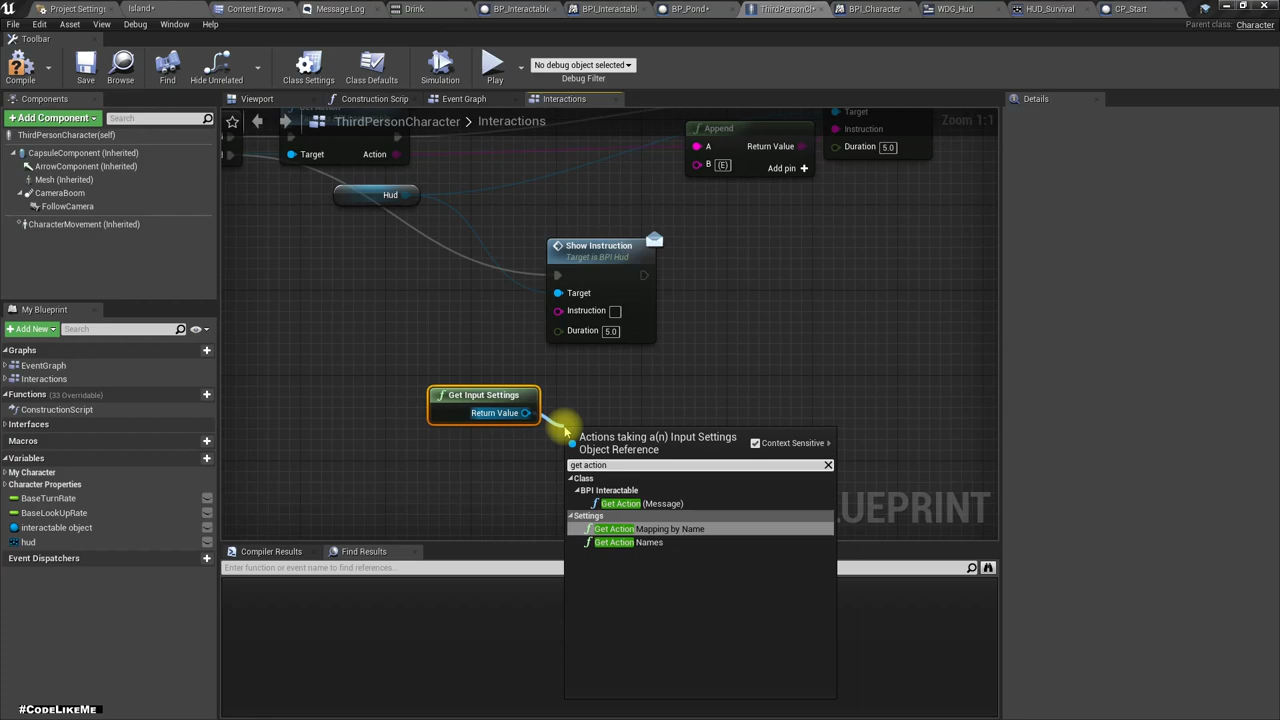 Project Settings
Island•
Content Browse
Message Log
Drink
BP_Interactable
BPI_Interactabl
BP_Pond•
ThirdPersonCl•
BPI_Character
WDG_Hud
HUD_Survival
CP_Start
File Edit Asset View Debug Window Help
Parent class: Character
Toolbar
Compile
Save
Browse
Find
Hide Unrelated
Class Settings
Class Defaults
Simulation
Play
No debug object selected
Debug Filter
Components
Viewport
Construction Scrip
Event Graph
Interactions
Details
+ Add Component
Search
ThirdPersonCharacter > Interactions
Zoom 1:1
ThirdPersonCharacter(self)
CapsuleComponent (Inherited)
ArrowComponent (Inherited)
Mesh (Inherited)
CameraBoom
FollowCamera
CharacterMovement (Inherited)
Target
Action
Append
A
Return Value
B (E)
Add pin +
Target
Instruction
Duration 5.0
Hud
Show Instruction
Target is BPI Hud
Target
Instruction
Duration 5.0
My Blueprint
+ Add New
Search
Graphs
EventGraph
Interactions
Functions (33 Overridable)
ConstructionScript
Interfaces
Macros
Variables
My Character
Character Properties
BaseTurnRate
BaseLookUpRate
interactable object
hud
Event Dispatchers
Get Input Settings
Return Value
Actions taking a(n) Input Settings
Object Reference
Context Sensitive
get action
Class
BPI Interactable
Get Action (Message)
Settings
Get Action Mapping by Name
Get Action Names
LUEPRINT
Compiler Results
Find Results
Enter function or event name to find references...
#CodeLikeMe